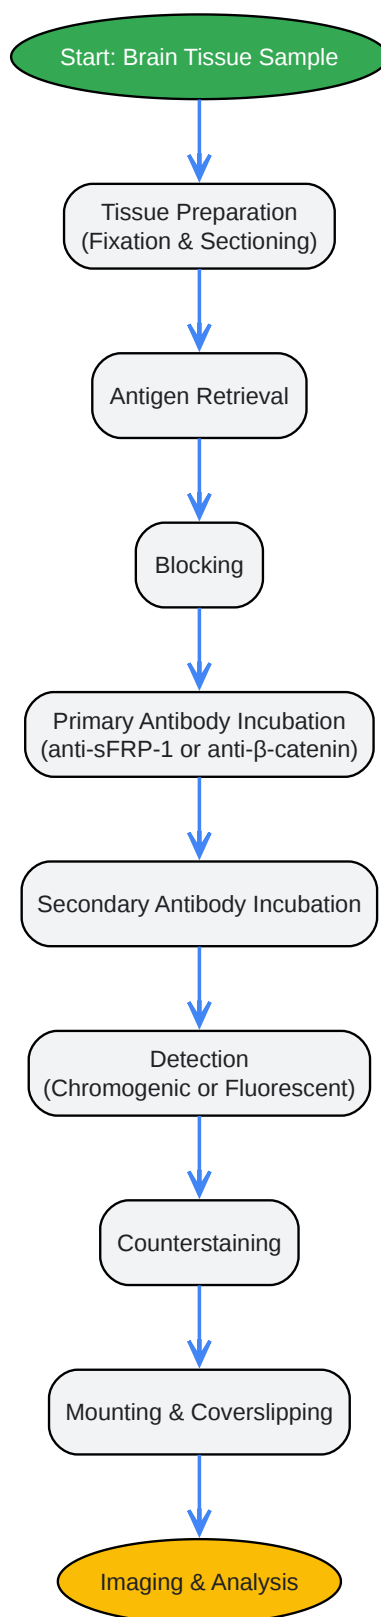 Start: Brain Tissue Sample
Tissue Preparation
(Fixation & Sectioning)
Antigen Retrieval
Blocking
Primary Antibody Incubation
(anti-sFRP-1 or anti-β-catenin)
Secondary Antibody Incubation
Detection
(Chromogenic or Fluorescent)
Counterstaining
Mounting & Coverslipping
Imaging & Analysis